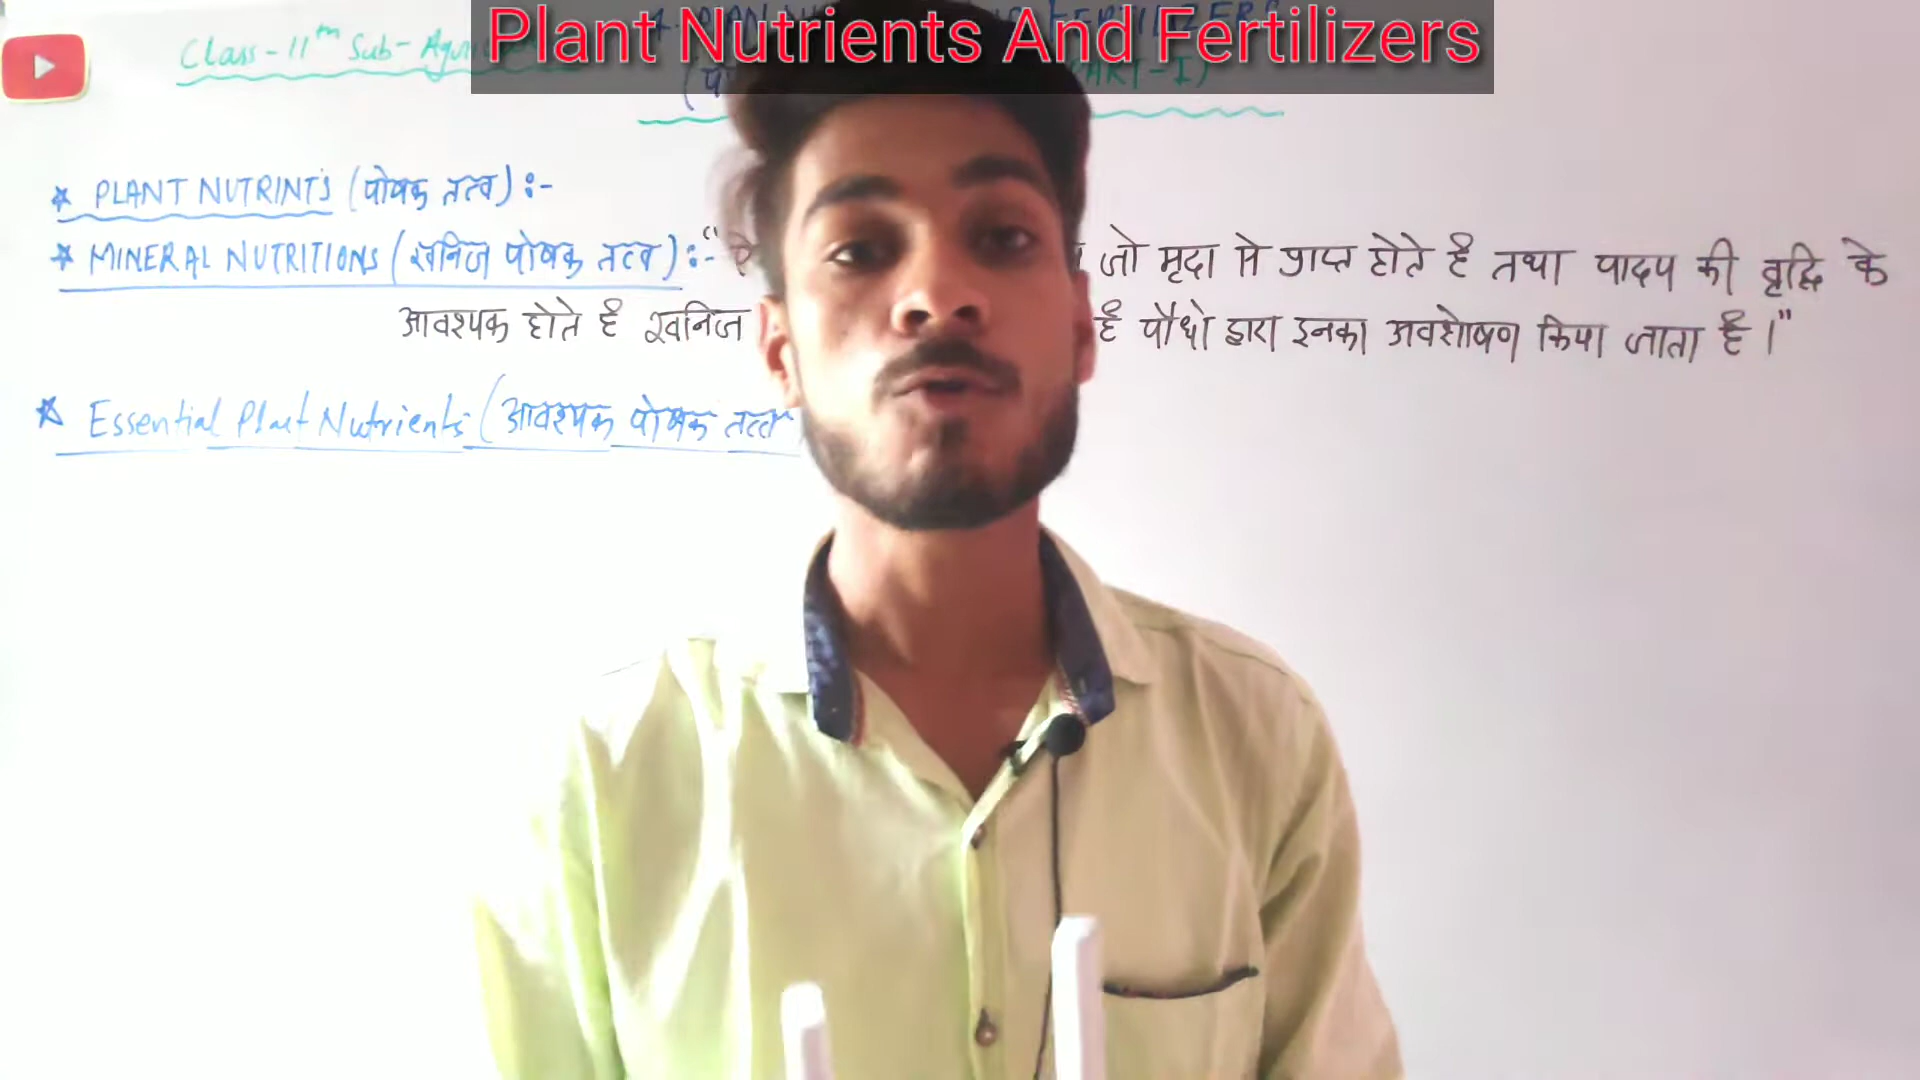 Plant Nutrients And Fertilizers
Class-11th Sub-
PART-I)
* PLANT NUTRINTS (पोषक तत्व) :-
* MINERAL NUTRITIONS (खनिज पोषक तत्व) :- “ जो मृदा से प्राप्त होते है तथा पादप की वृद्धि के
आवश्यक होते है खनिज है पौधो द्वारा इनका अवशोषण किया जाता है।”
* Essential Plant Nutrients (आवश्यक पोषक तत्व